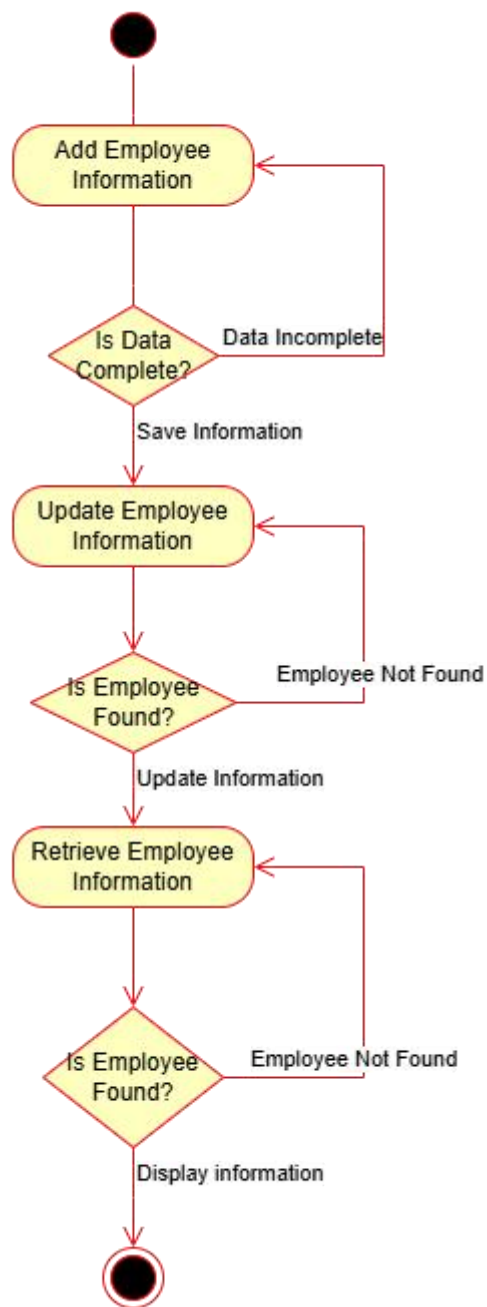 Add Employee
Information
Is Data
Complete?
Data Incomplete
Save Information
Update Employee
Information
Is Employee
Found?
Employee Not Found
Update Information
Retrieve Employee
Information
Is Employee
Found?
Employee Not Found
Display information